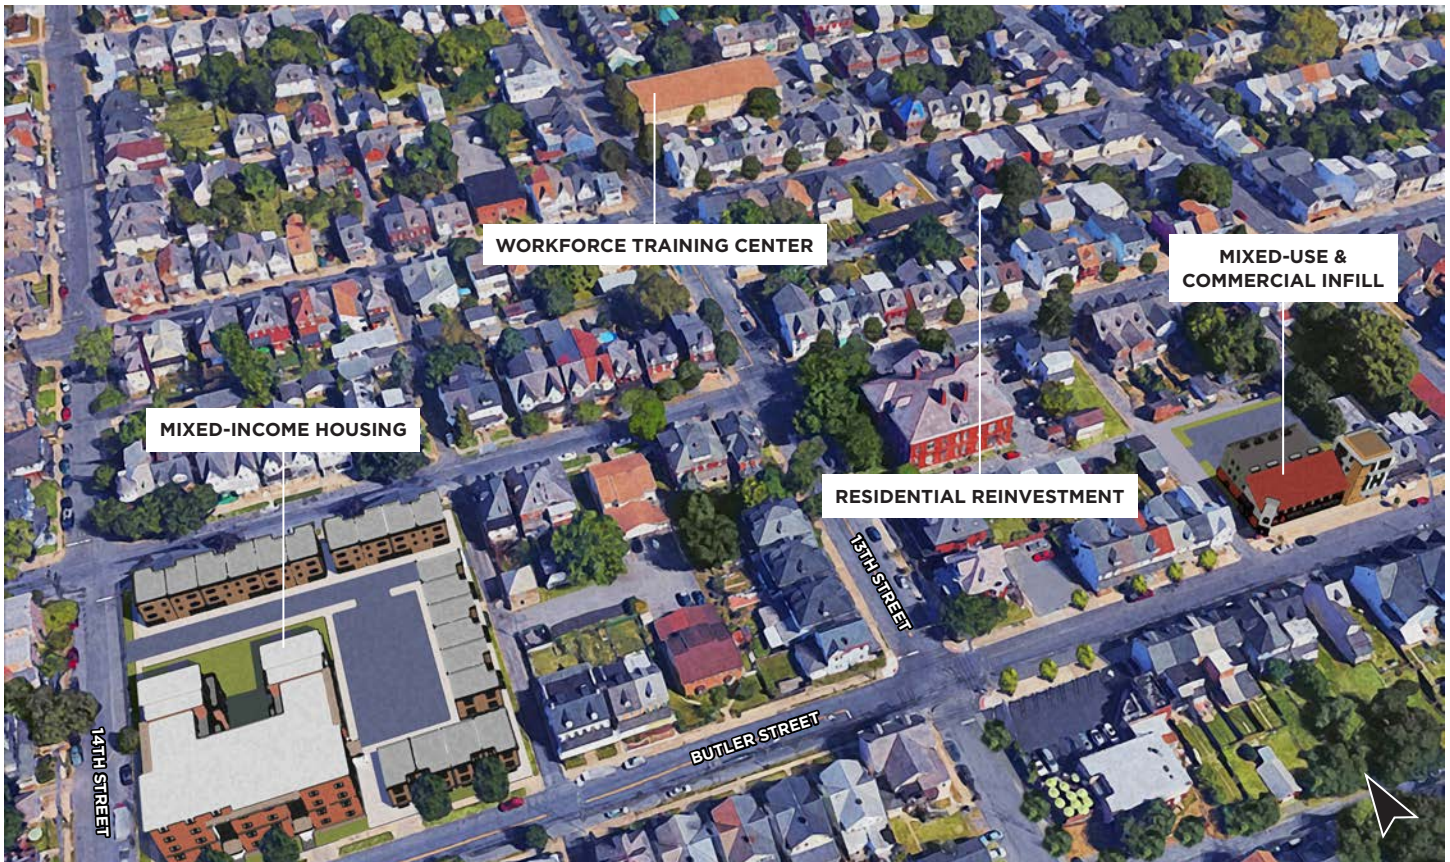 WORKFORCE TRAINING CENTER
MIXED-USE &
COMMERCIAL INFILL
MIXED-INCOME HOUSING
RESIDENTIAL REINVESTMENT
13TH STREET
BUTLER STREET
14TH STREET